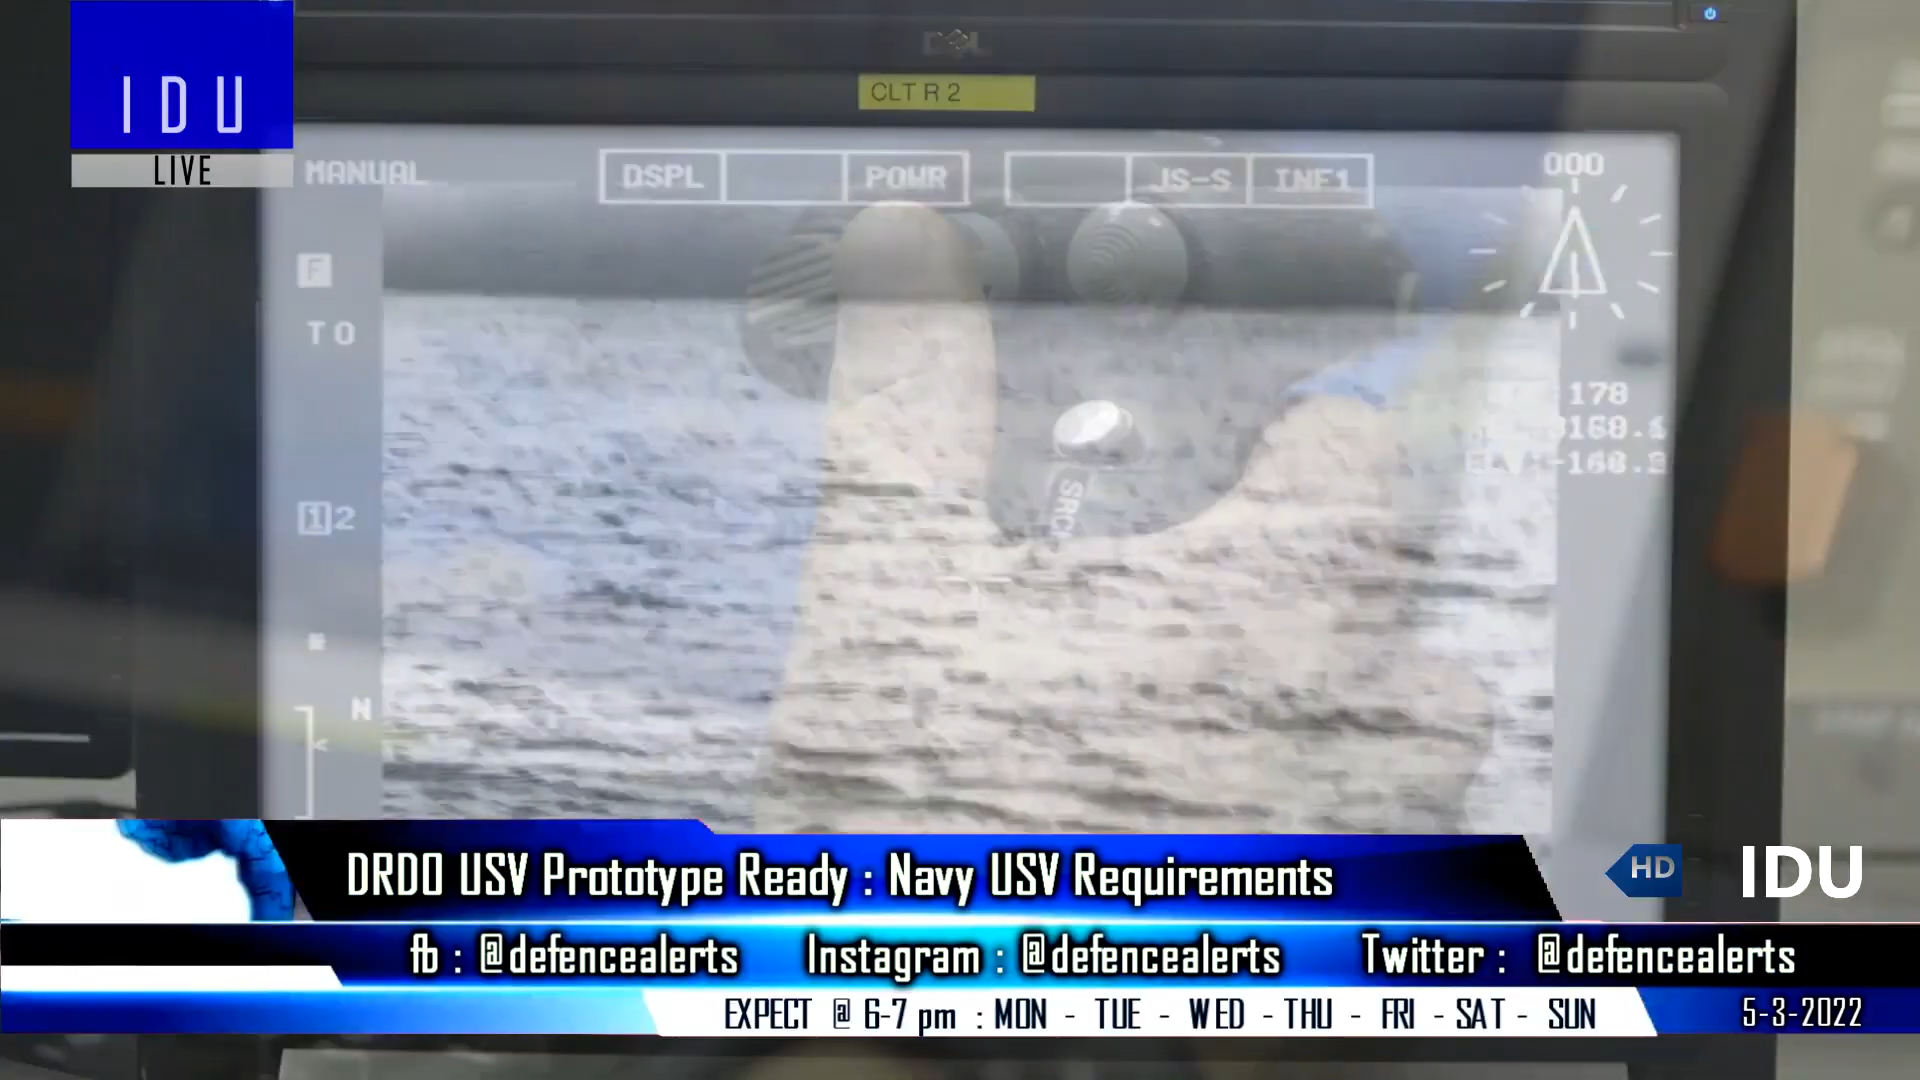 IDU
LIVE
CLT R 2
MANUAL
DSPL POWR JS-S INF1
000
F
T 0
178
12
SRCH
N
DRDO USV Prototype Ready : Navy USV Requirements
HD IDU
fb : @defencealerts Instagram : @defencealerts Twitter : @defencealerts
EXPECT @ 6-7 pm : MON - TUE - WED - THU - FRI - SAT - SUN
5-3-2022